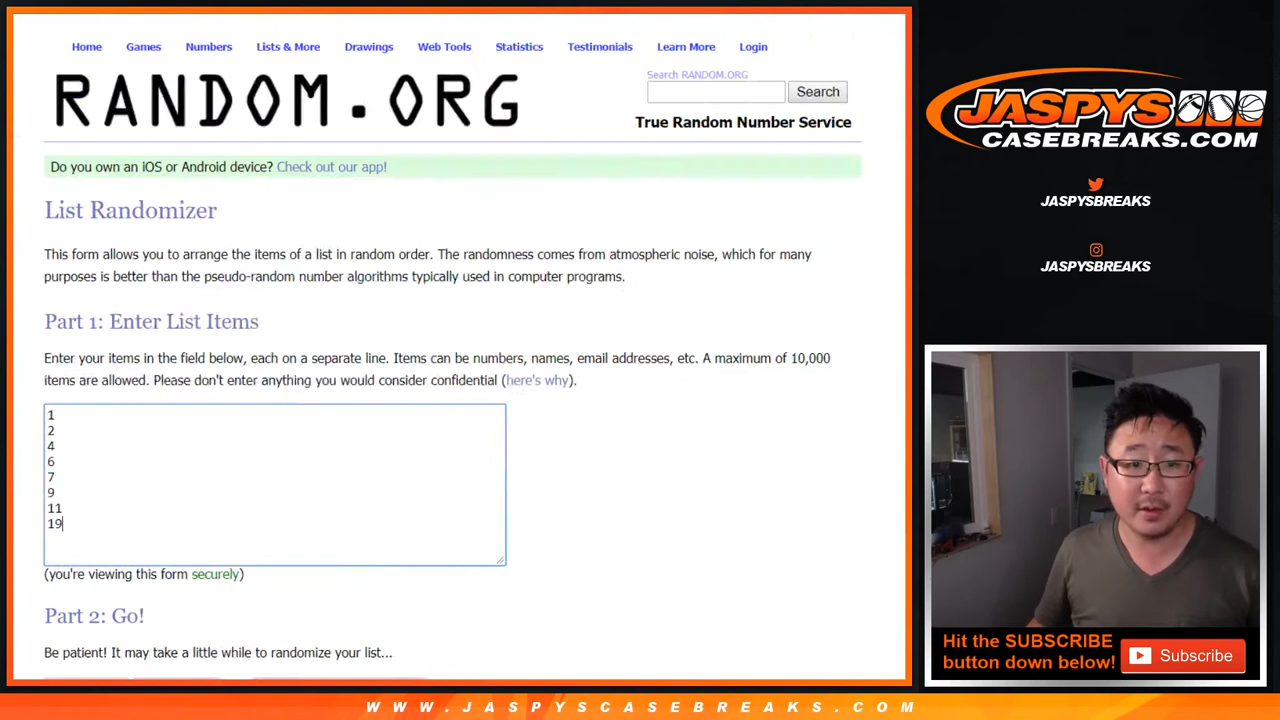 Home Games Numbers Lists & More Drawings Web Tools Statistics Testimonials Learn More Login
RANDOM.ORG
Search RANDOM.ORG
Search
True Random Number Service
Do you own an iOS or Android device? Check out our app!
List Randomizer
This form allows you to arrange the items of a list in random order. The randomness comes from atmospheric noise, which for many
purposes is better than the pseudo-random number algorithms typically used in computer programs.
Part 1: Enter List Items
Enter your items in the field below, each on a separate line. Items can be numbers, names, email addresses, etc. A maximum of 10,000
items are allowed. Please don't enter anything you would consider confidential (here's why).
1
2
4
6
7
9
11
19
(you're viewing this form securely)
Part 2: Go!
Be patient! It may take a little while to randomize your list...
JASPYS
CASEBREAKS.COM
JASPYSBREAKS
JASPYSBREAKS
Hit the SUBSCRIBE
button down below!
Subscribe
WWW.JASPYSCASEBREAKS.COM